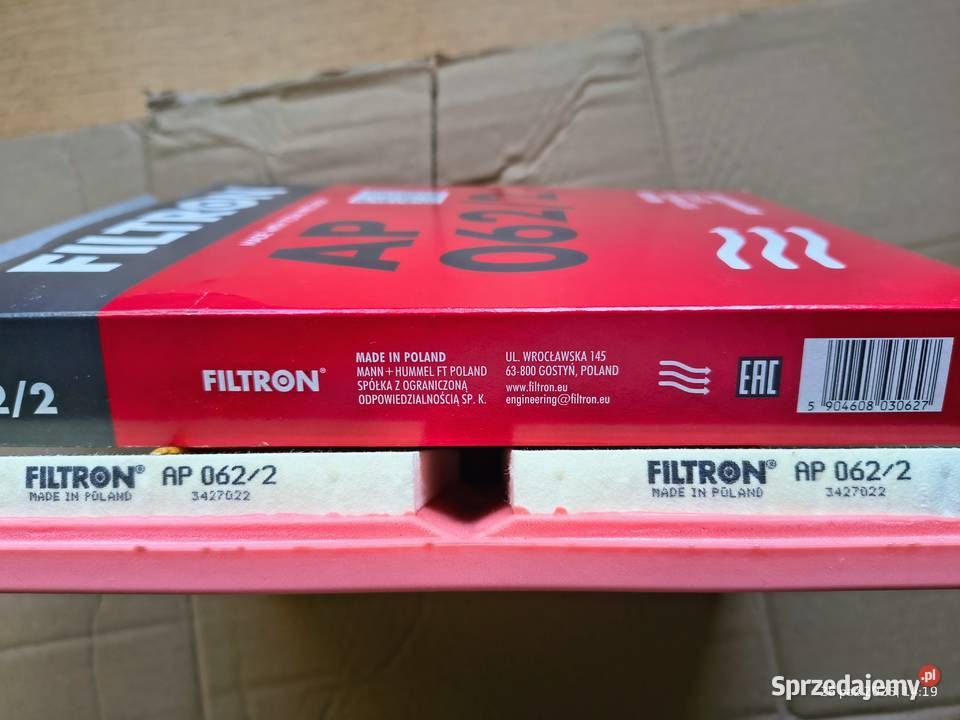 FILTRON
AP
062/2
2/2
FILTRON®
MADE IN POLAND
MANN+HUMMEL FT POLAND
SPÓŁKA Z OGRANICZONĄ
ODPOWIEDZIALNOŚCIĄ SP. K.
UL. WROCŁAWSKA 145
63-800 GOSTYŃ, POLAND
www.filtron.eu
engineering@filtron.eu
EAC
5 904608 030627
FILTRON® AP 062/2
MADE IN POLAND 3427022
FILTRON® AP 062/2
MADE IN POLAND 3427022
Sprzedajemy.pl